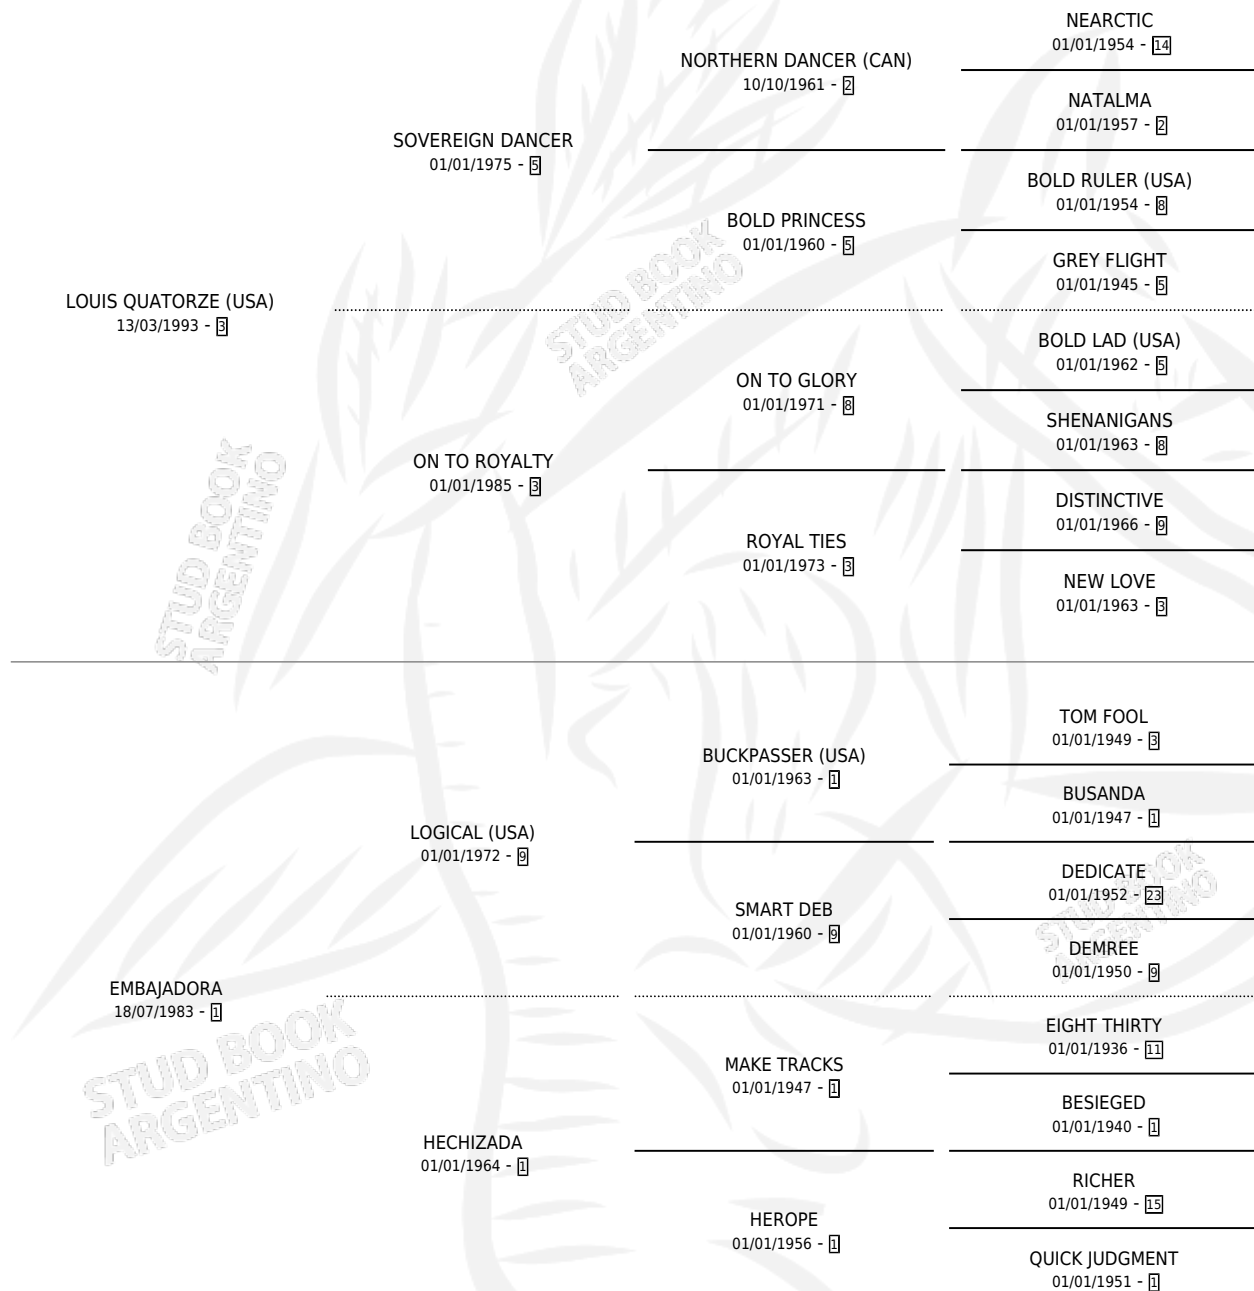 NEARCTIC
01/01/1954 - 14
NORTHERN DANCER (CAN)
10/10/1961 - 2
NATALMA
01/01/1957 - 2
SOVEREIGN DANCER
01/01/1975 - 5
BOLD RULER (USA)
01/01/1954 - 8
BOLD PRINCESS
01/01/1960 - 5
GREY FLIGHT
01/01/1945 - 5
LOUIS QUATORZE (USA)
13/03/1993 - 3
BOLD LAD (USA)
01/01/1962 - 5
ON TO GLORY
01/01/1971 - 8
SHENANIGANS
01/01/1963 - 8
ON TO ROYALTY
01/01/1985 - 3
DISTINCTIVE
01/01/1966 - 9
ROYAL TIES
01/01/1973 - 3
NEW LOVE
01/01/1963 - 3
TOM FOOL
01/01/1949 - 3
BUCKPASSER (USA)
01/01/1963 - 1
BUSANDA
01/01/1947 - 1
LOGICAL (USA)
01/01/1972 - 9
DEDICATE
01/01/1952 - 23
SMART DEB
01/01/1960 - 9
DEMREE
01/01/1950 - 9
EMBAJADORA
18/07/1983 - 1
EIGHT THIRTY
01/01/1936 - 11
MAKE TRACKS
01/01/1947 - 1
BESIEGED
01/01/1940 - 1
HECHIZADA
01/01/1964 - 1
RICHER
01/01/1949 - 15
HEROPE
01/01/1956 - 1
QUICK JUDGMENT
01/01/1951 - 1
STUD BOOK
ARGENTINO
STUD BOOK
ARGENTINO
STUD BOOK
ARGENTINO
STUD BOOK
ARGENTINO